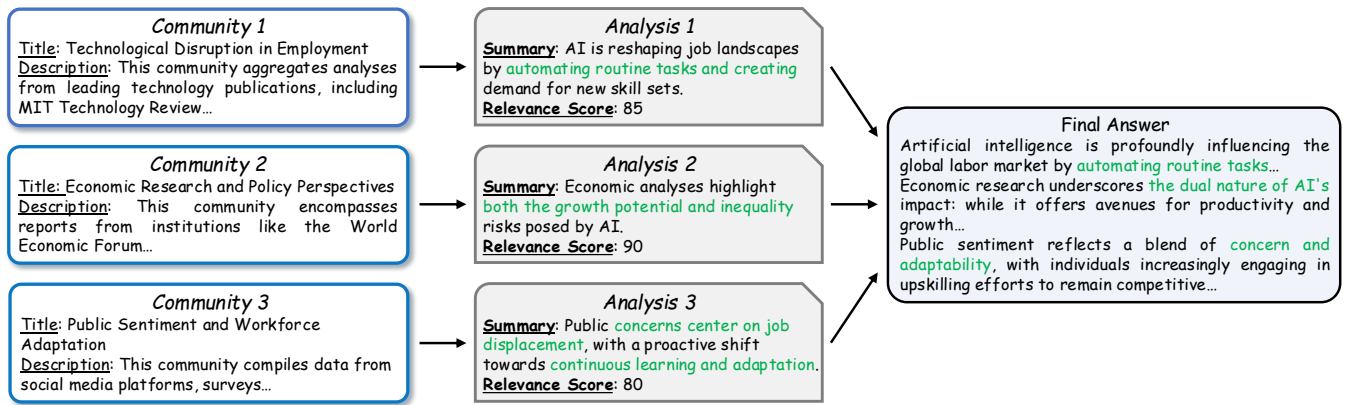 Community 1
Title: Technological Disruption in Employment
Description: This community aggregates analyses
from leading technology publications, including
MIT Technology Review…
Analysis 1
Summary: AI is reshaping job landscapes
by automating routine tasks and creating
demand for new skill sets.
Relevance Score: 85
Community 2
Title: Economic Research and Policy Perspectives
Description: This community encompasses
reports from institutions like the World
Economic Forum…
Analysis 2
Summary: Economic analyses highlight
both the growth potential and inequality
risks posed by AI.
Relevance Score: 90
Community 3
Title: Public Sentiment and Workforce
Adaptation
Description: This community compiles data from
social media platforms, surveys…
Analysis 3
Summary: Public concerns center on job
displacement, with a proactive shift
towards continuous learning and adaptation.
Relevance Score: 80
Final Answer
Artificial intelligence is profoundly influencing the
global labor market by automating routine tasks…
Economic research underscores the dual nature of AI's
impact: while it offers avenues for productivity and
growth…
Public sentiment reflects a blend of concern and
adaptability, with individuals increasingly engaging in
upskilling efforts to remain competitive…